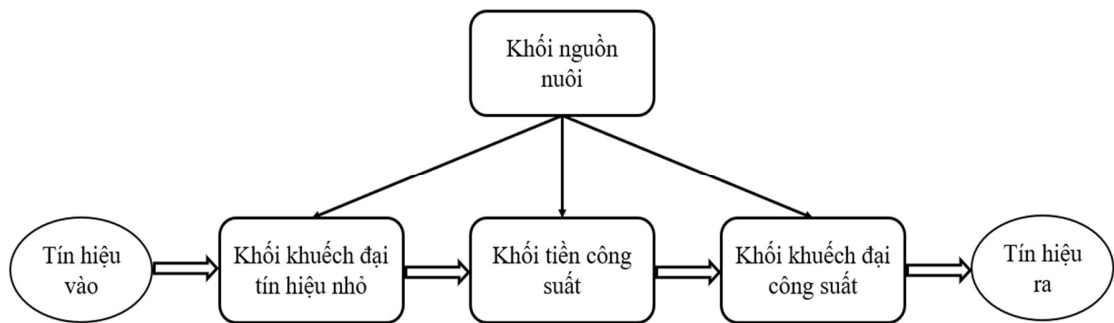 Khối nguồn
nuôi
Tín hiệu
vào
Khối khuếch đại
tín hiệu nhỏ
Khối tiền công
suất
Khối khuếch đại
công suất
Tín hiệu
ra